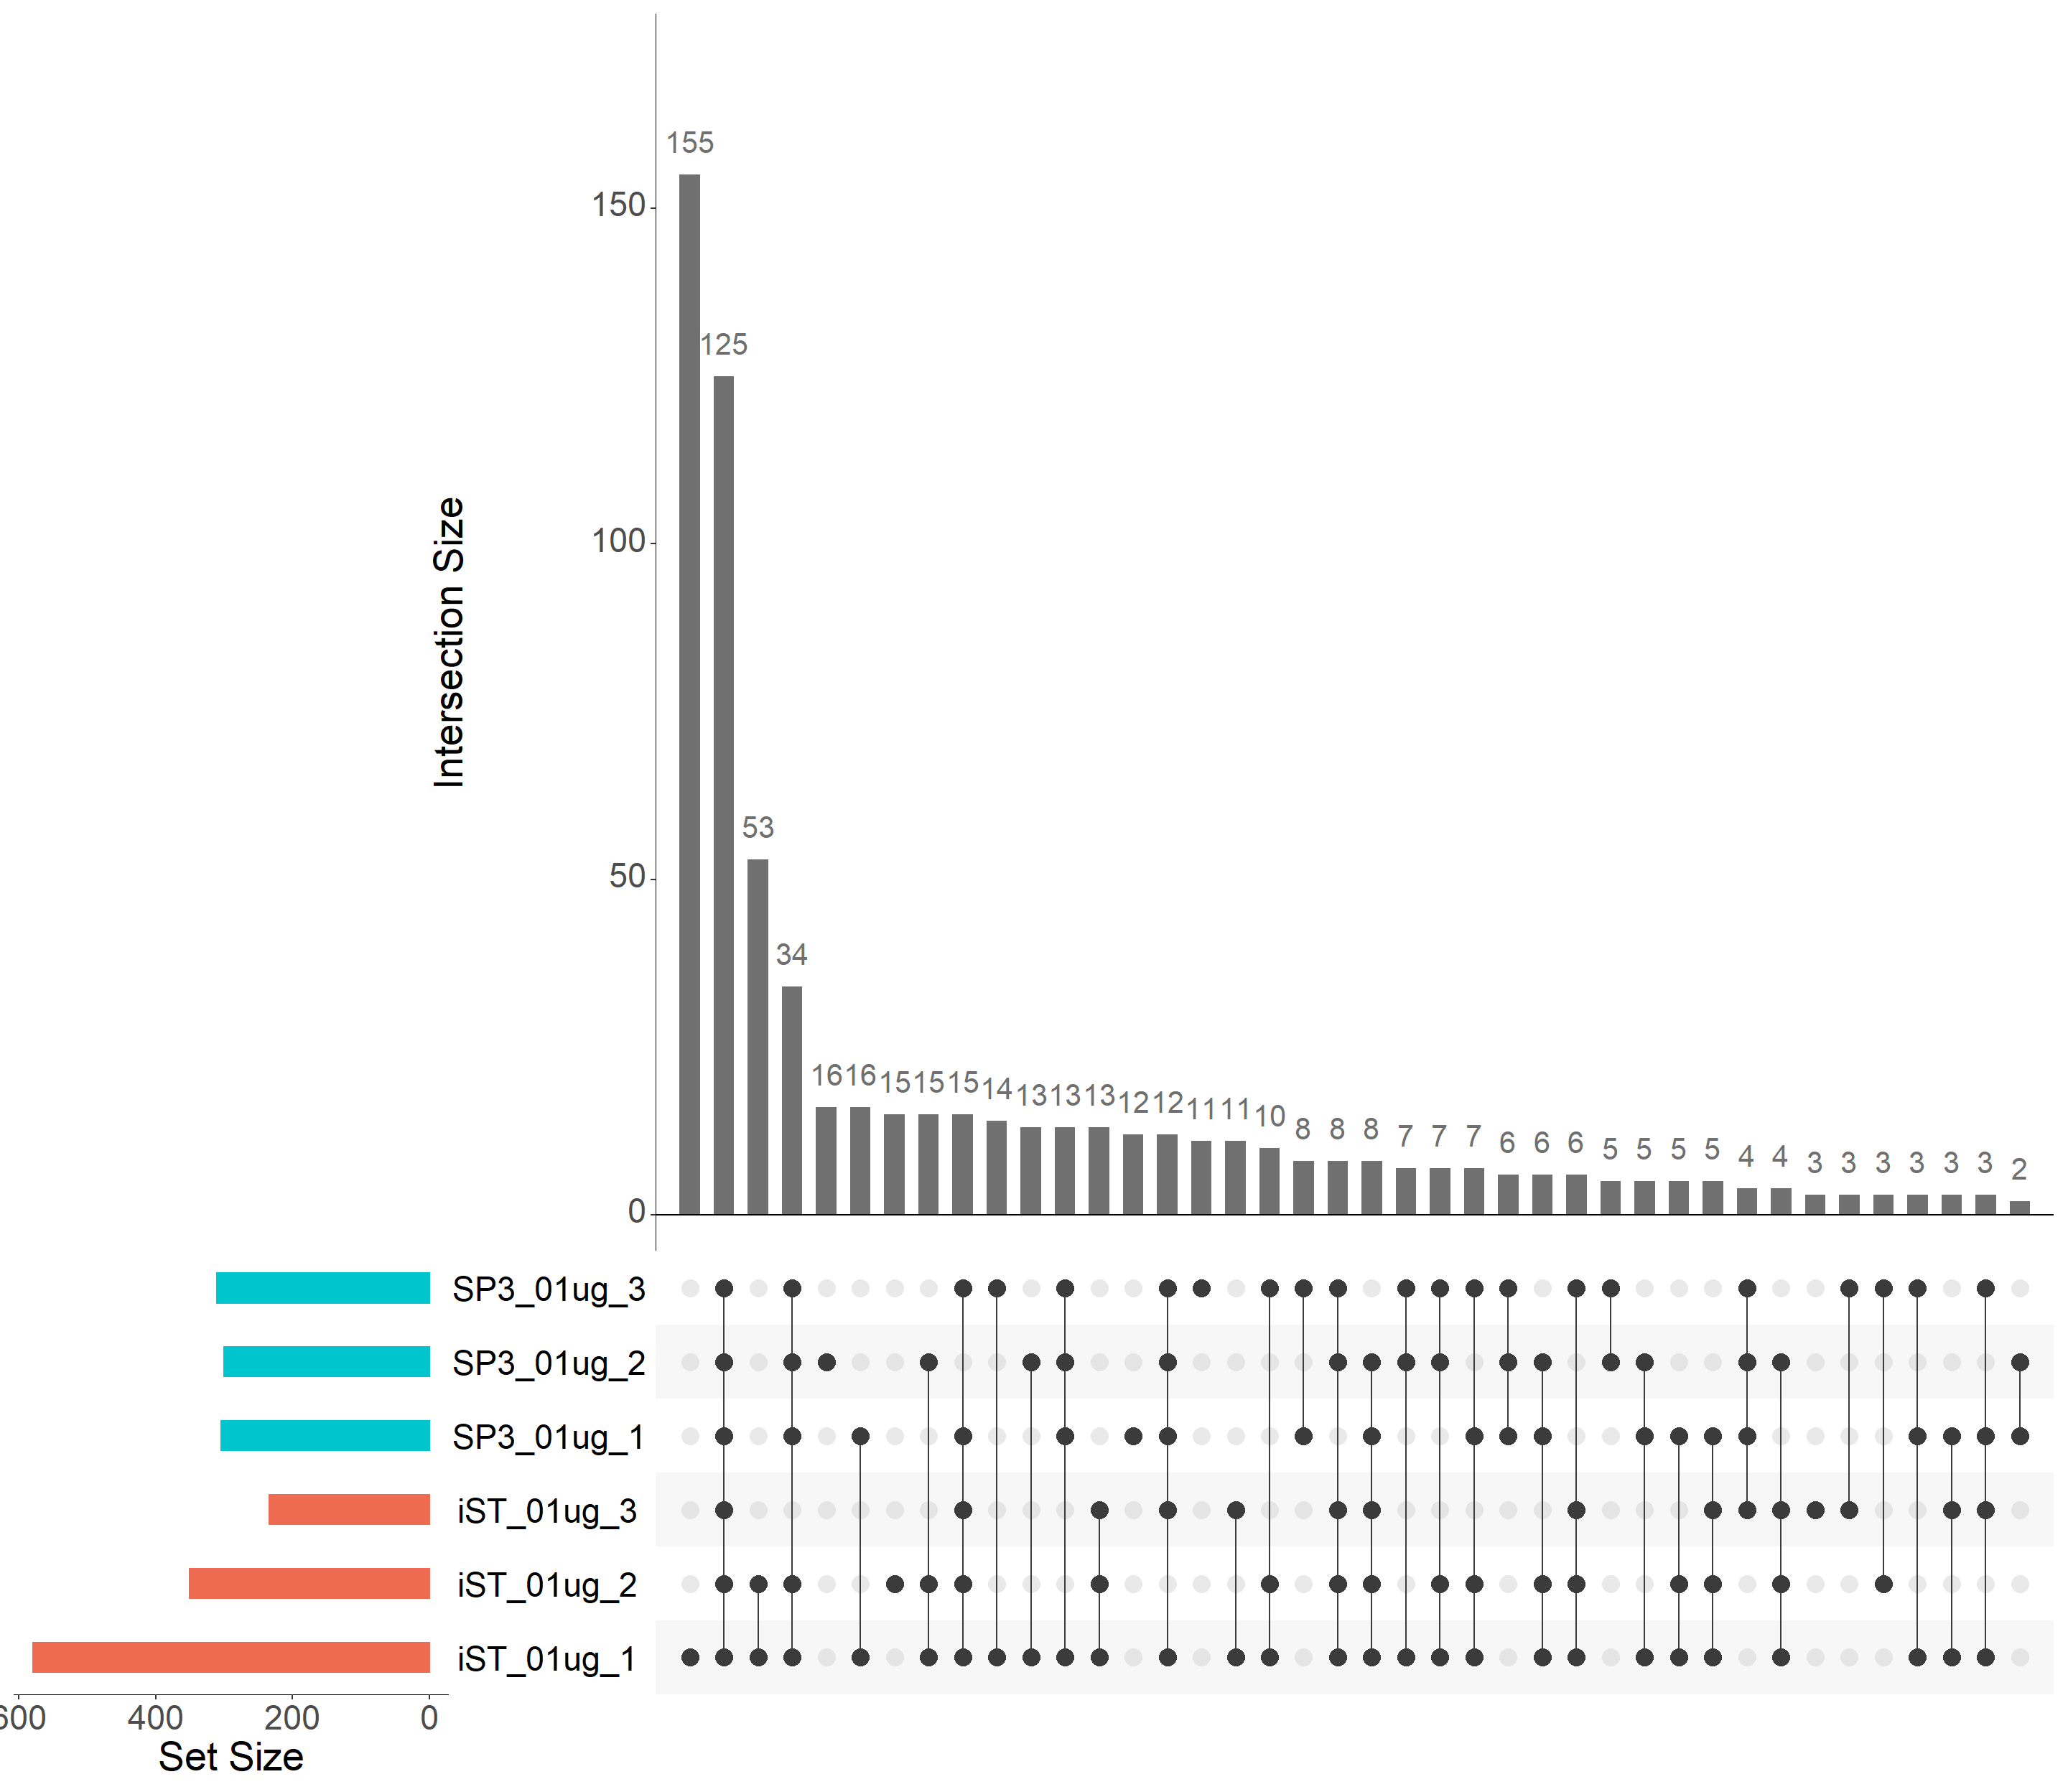 Intersection Size
150
100
50
0
155
125
53
34
16 16 15 15 15 14 13 13 13 12 12 11 11 10 8 8 8 7 7 7 6 6 6 5 5 5 5 4 4 3 3 3 3 3 3 2
SP3_01ug_3
SP3_01ug_2
SP3_01ug_1
iST_01ug_3
iST_01ug_2
iST_01ug_1
600 400 200 0
Set Size